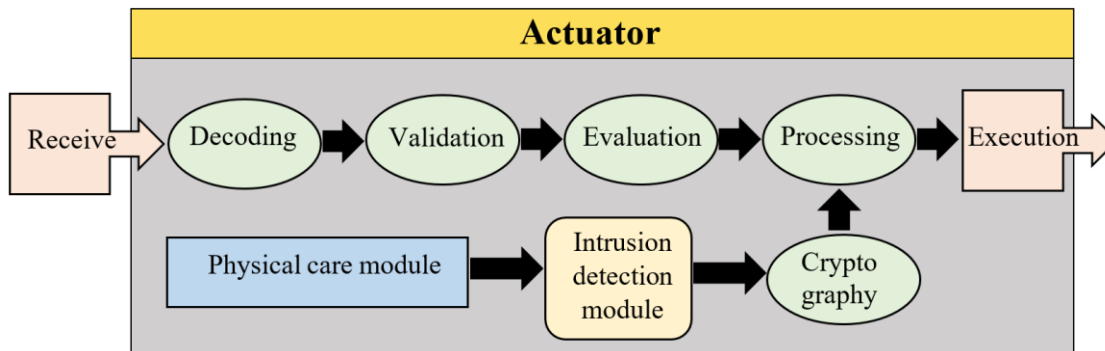 Actuator
Receive
Decoding
Validation
Evaluation
Processing
Execution
Physical care module
Intrusion
detection
module
Crypto
graphy